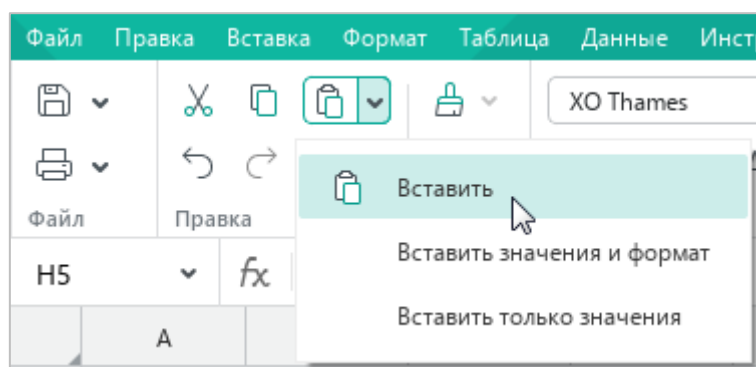 Файл Правка Вставка Формат Таблица Данные
XO Thames
Вставить
Файл Правка
Вставить значения и формат
H5 fx
Вставить только значения
A